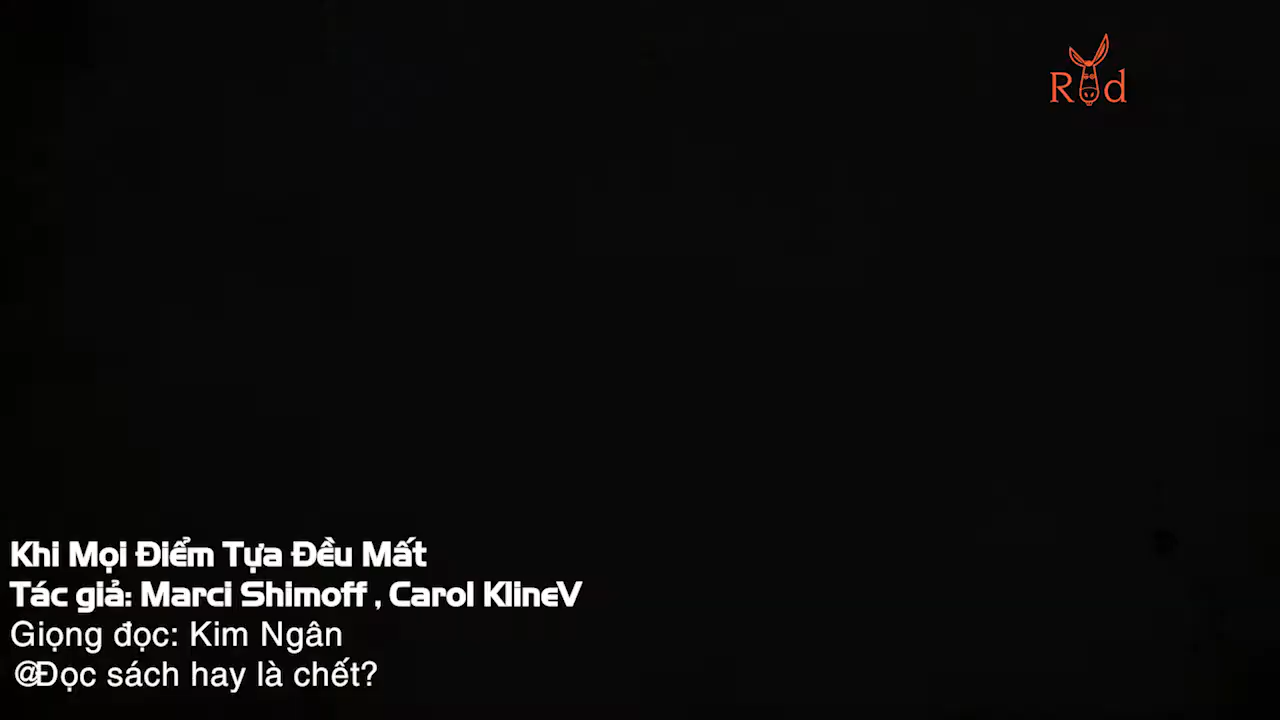 Rd
Khi Mọi Điểm Tựa Đều Mất
Tác giả: Marci Shimoff , Carol KlineV
Giọng đọc: Kim Ngân
@Đọc sách hay là chết?